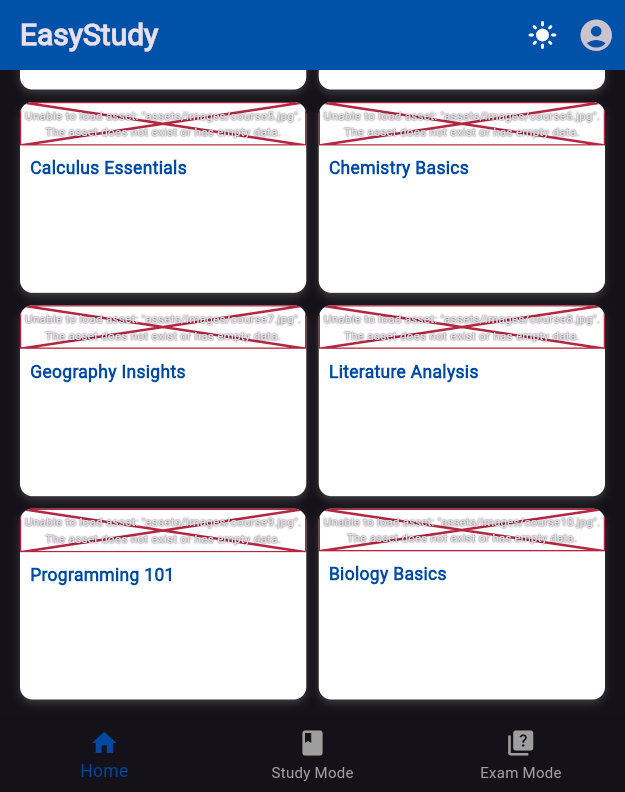 EasyStudy
Unable to load asset: "assets/images/course5.jpg".
The asset does not exist or has empty data.
Calculus Essentials
Unable to load asset: "assets/images/course6.jpg".
The asset does not exist or has empty data.
Chemistry Basics
Unable to load asset: "assets/images/course7.jpg".
The asset does not exist or has empty data.
Geography Insights
Unable to load asset: "assets/images/course8.jpg".
The asset does not exist or has empty data.
Literature Analysis
Unable to load asset: "assets/images/course9.jpg".
The asset does not exist or has empty data.
Programming 101
Unable to load asset: "assets/images/course10.jpg".
The asset does not exist or has empty data.
Biology Basics
Home
Study Mode
?
Exam Mode